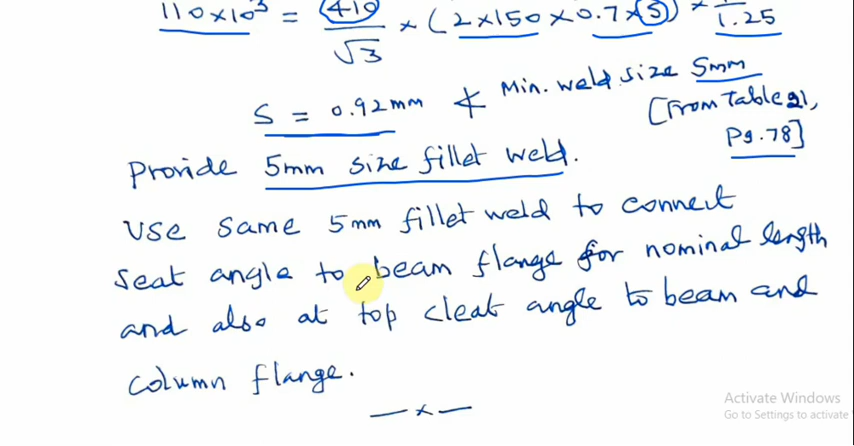 110×10³ = 410/√3 × (2×150×0.7×S) × 1/1.25
S = 0.92mm ≮ Min. weld size 5mm
[From Table 21,
Pg.78]
Provide 5mm size fillet weld.
Use same 5mm fillet weld to connect
seat angle to beam flange for nominal length
and also at top cleat angle to beam and
column flange.
—×—
Activate Windows
Go to Settings to activate